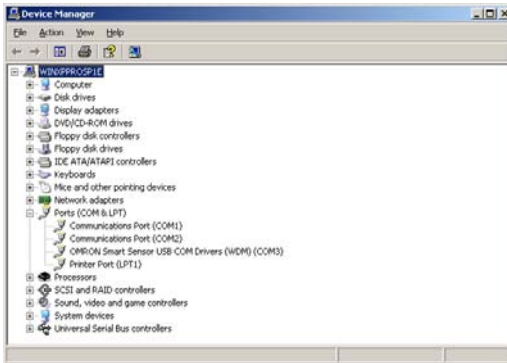 Device Manager
File Action View Help
WINXPPROSP1E
Computer
Disk drives
Display adapters
DVD/CD-ROM drives
Floppy disk controllers
Floppy disk drives
IDE ATA/ATAPI controllers
Keyboards
Mice and other pointing devices
Network adapters
Ports (COM & LPT)
Communications Port (COM1)
Communications Port (COM2)
OMRON Smart Sensor USB COM Drivers (WDM) (COM3)
Printer Port (LPT1)
Processors
SCSI and RAID controllers
Sound, video and game controllers
System devices
Universal Serial Bus controllers